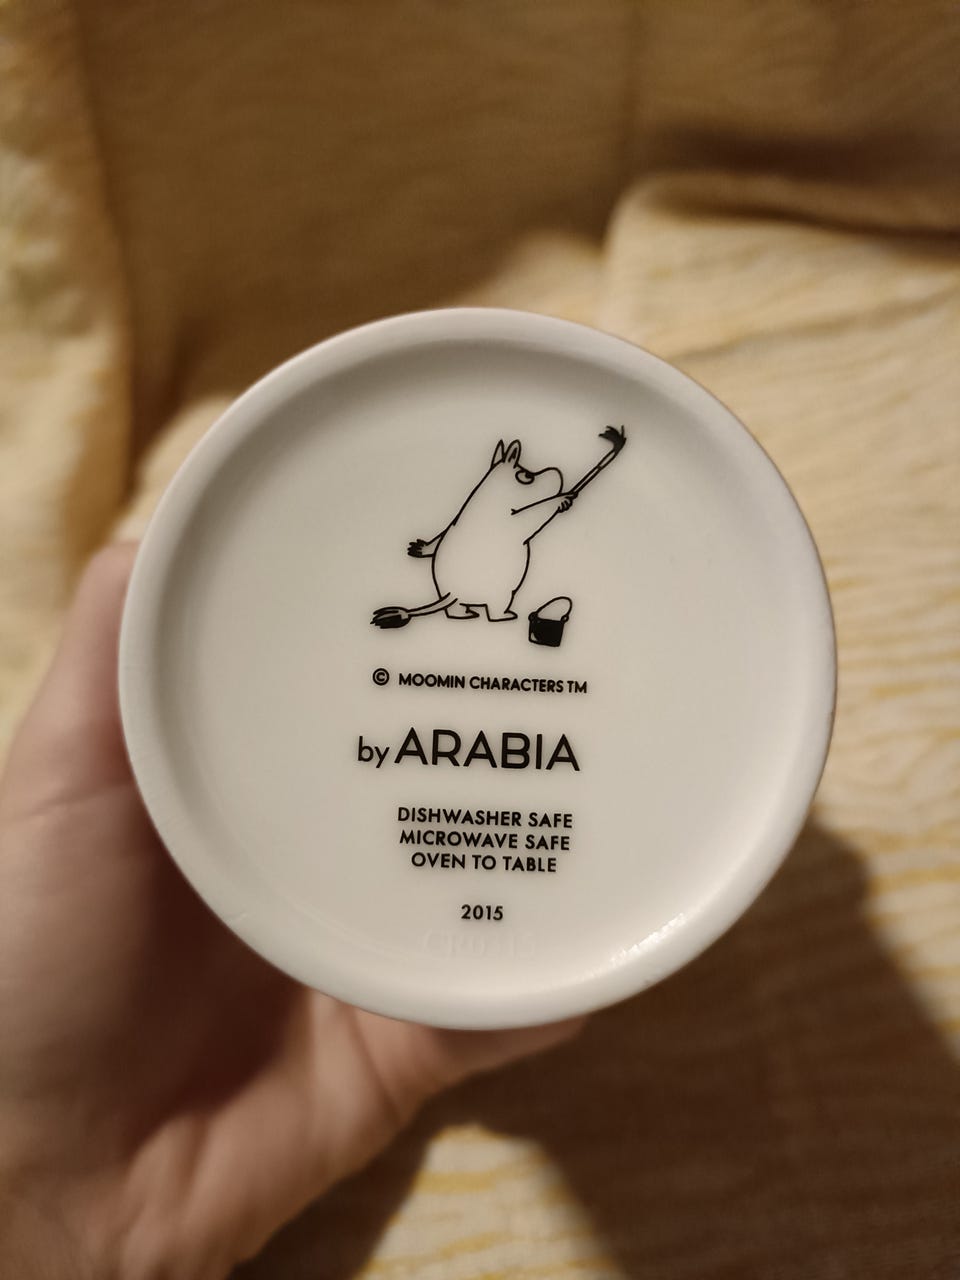 © MOOMIN CHARACTERS TM
by ARABIA
DISHWASHER SAFE
MICROWAVE SAFE
OVEN TO TABLE
2015